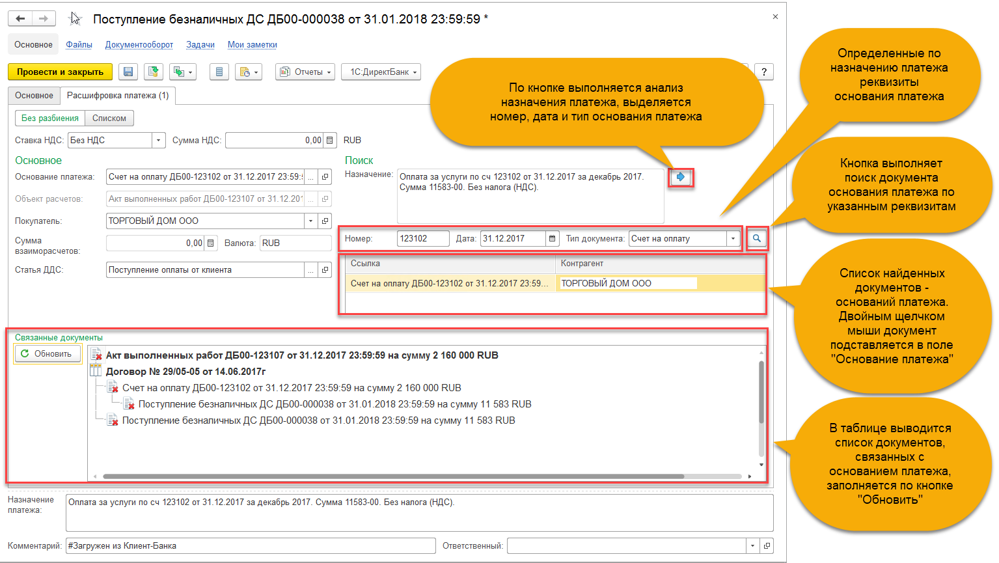 Поступление безналичных ДС ДБ00-000038 от 31.01.2018 23:59:59 *
Основное Файлы Документооборот Задачи Мои заметки
Провести и закрыть Отчеты 1С:ДиректБанк ?
Основное Расшифровка платежа (1)
Без разбиения Списком
Ставка НДС: Без НДС Сумма НДС: 0,00 RUB
Основное
Основание платежа: Счет на оплату ДБ00-123102 от 31.12.2017 23:59:5 ...
Объект расчетов: Акт выполненных работ ДБ00-123107 от 31.12.201 ...
Покупатель: ТОРГОВЫЙ ДОМ ООО
Сумма
взаиморасчетов: 0,00 Валюта: RUB
Статья ДДС: Поступление оплаты от клиента ...
Поиск
Назначение: Оплата за услуги по сч 123102 от 31.12.2017 за декабрь 2017.
Сумма 11583-00. Без налога (НДС).
Номер: 123102 Дата: 31.12.2017 Тип документа: Счет на оплату
Ссылка Контрагент
Счет на оплату ДБ00-123102 от 31.12.2017 23:59... ТОРГОВЫЙ ДОМ ООО
Связанные документы
Обновить
Акт выполненных работ ДБ00-123107 от 31.12.2017 23:59:59 на сумму 2 160 000 RUB
Договор № 29/05-05 от 14.06.2017г
Счет на оплату ДБ00-123102 от 31.12.2017 23:59:59 на сумму 2 160 000 RUB
Поступление безналичных ДС ДБ00-000038 от 31.01.2018 23:59:59 на сумму 11 583 RUB
Поступление безналичных ДС ДБ00-000038 от 31.01.2018 23:59:59 на сумму 11 583 RUB
Назначение
платежа: Оплата за услуги по сч 123102 от 31.12.2017 за декабрь 2017. Сумма 11583-00. Без налога (НДС).
Комментарий: #Загружен из Клиент-Банка Ответственный:
По кнопке выполняется анализ
назначения платежа, выделяется
номер, дата и тип основания платежа
Определенные по
назначению платежа
реквизиты
основания платежа
Кнопка выполняет
поиск документа
основания платежа по
указанным реквизитам
Список найденных
документов -
оснований платежа.
Двойным щелчком
мыши документ
подставляется в поле
"Основание платежа"
В таблице выводится
список документов,
связанных с
основанием платежа,
заполняется по кнопке
"Обновить"